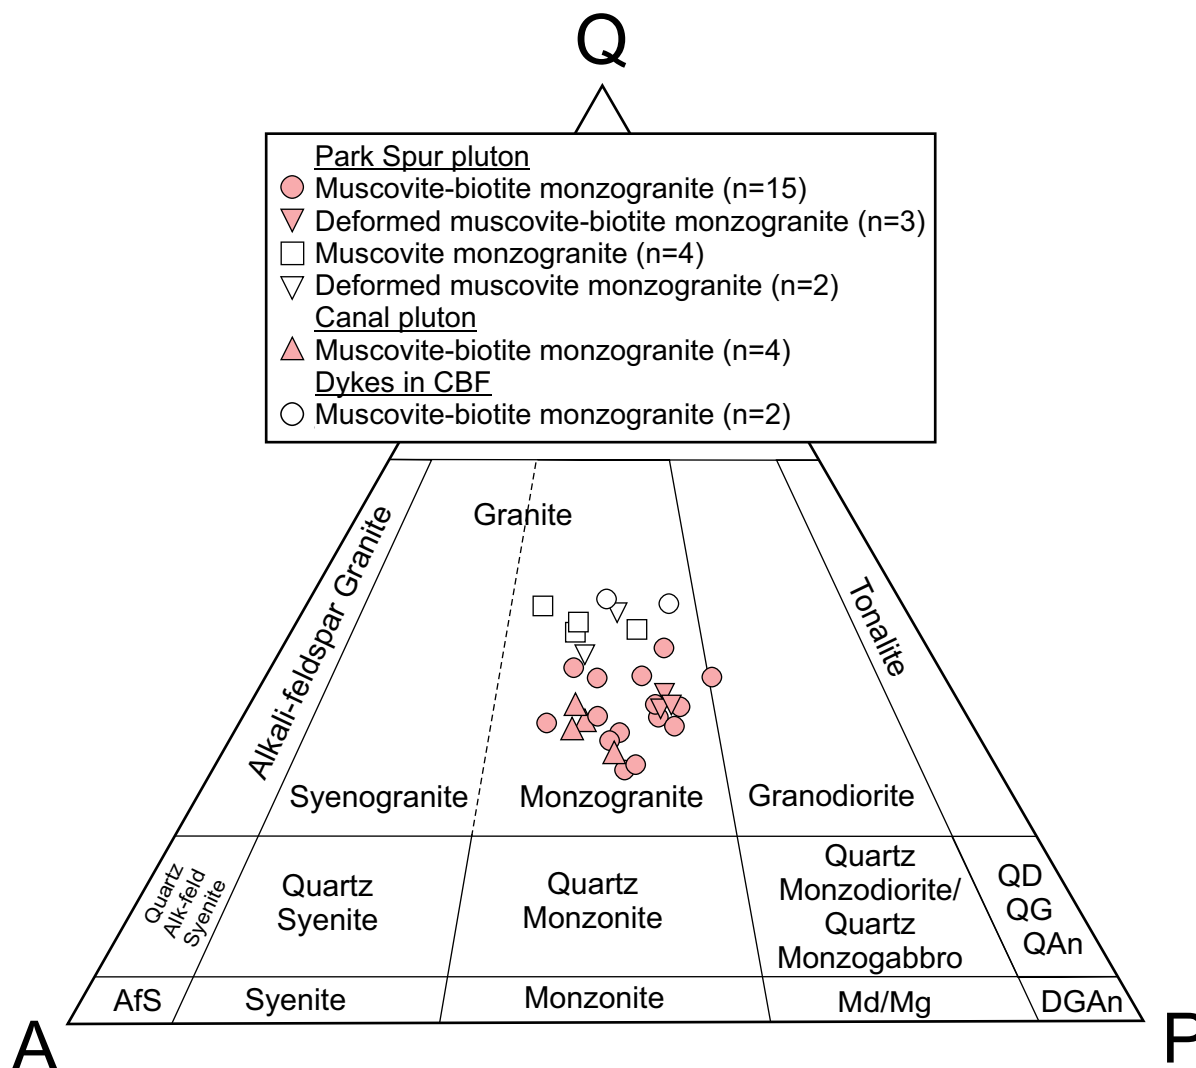 Q
Park Spur pluton
Muscovite-biotite monzogranite (n=15)
Deformed muscovite-biotite monzogranite (n=3)
Muscovite monzogranite (n=4)
Deformed muscovite monzogranite (n=2)
Canal pluton
Muscovite-biotite monzogranite (n=4)
Dykes in CBF
Muscovite-biotite monzogranite (n=2)
Granite
Alkali-feldspar Granite
Tonalite
Syenogranite
Monzogranite
Granodiorite
Quartz
Alk-feld
Syenite
Quartz
Syenite
Quartz
Monzonite
Quartz
Monzodiorite/
Quartz
Monzogabbro
QD
QG
QAn
AfS
Syenite
Monzonite
Md/Mg
DGAn
A
P